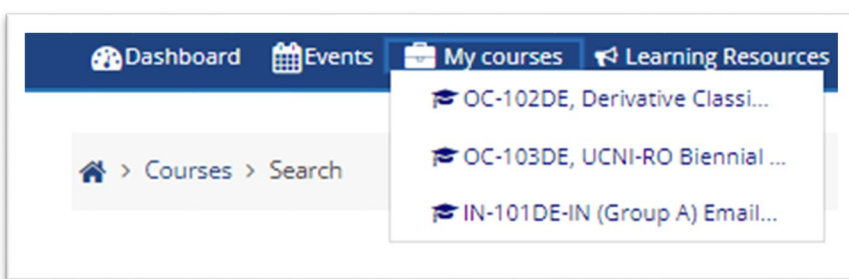 Dashboard Events My courses Learning Resources
OC-102DE, Derivative Classi...
OC-103DE, UCNI-RO Biennial ...
> Courses > Search
IN-101DE-IN (Group A) Email...